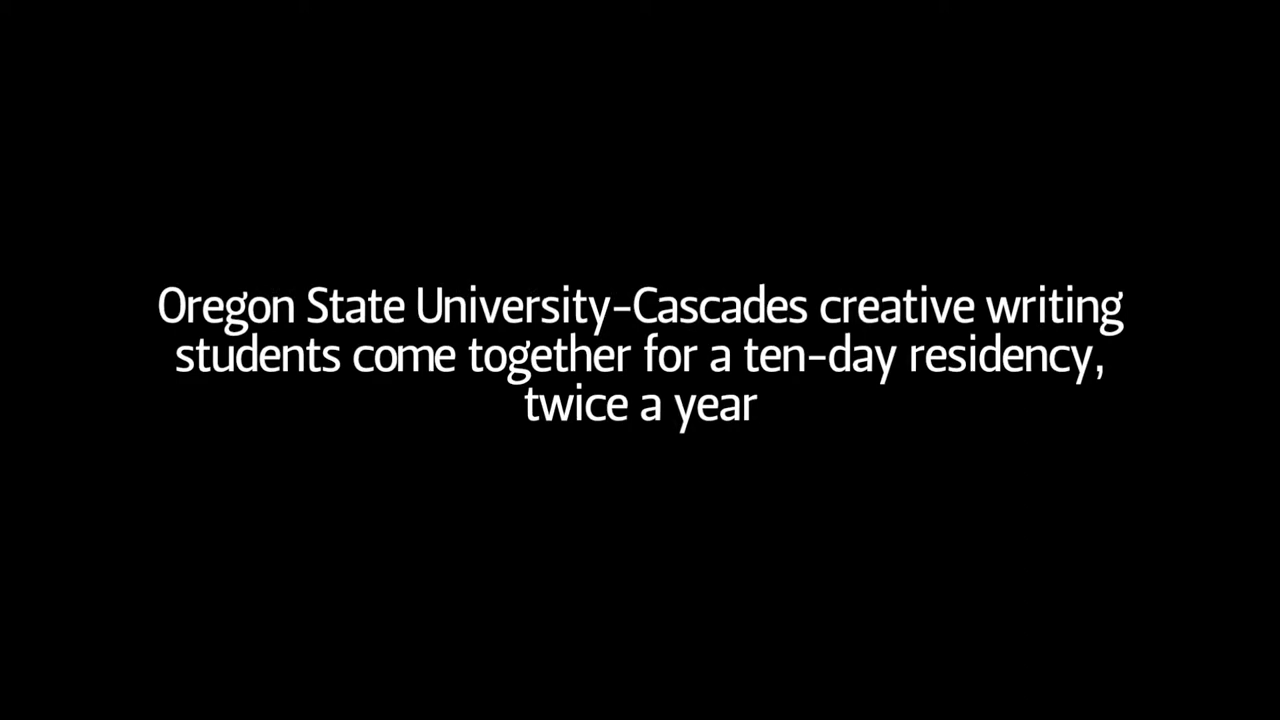 Oregon State University-Cascades creative writing
students come together for a ten-day residency,
twice a year